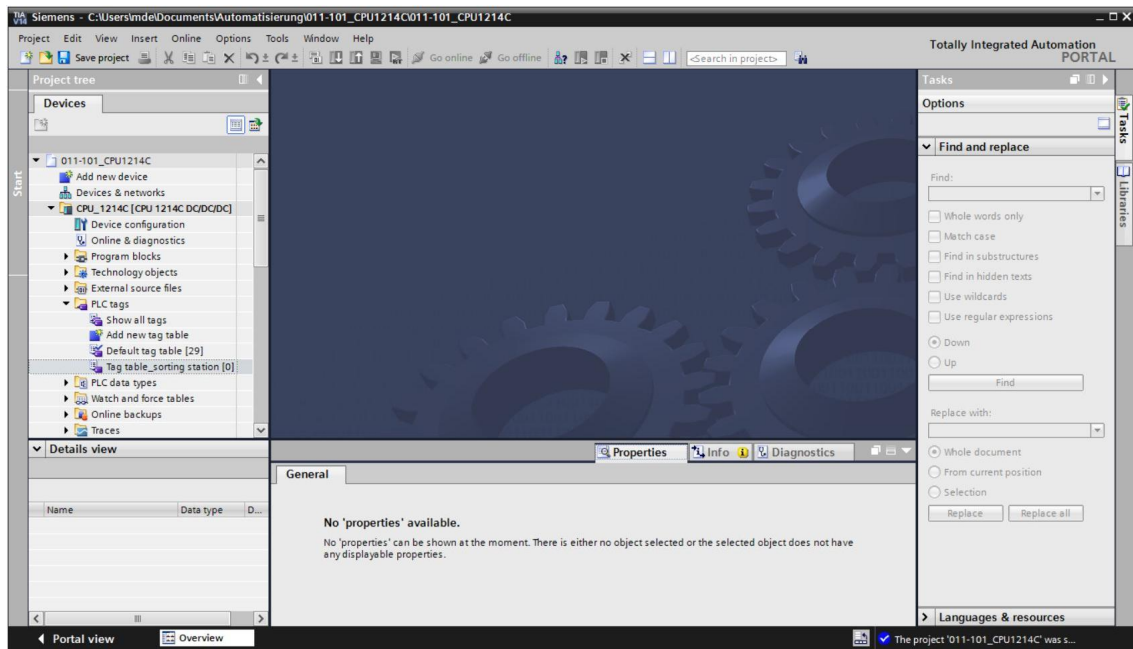 TIA V14 Siemens - C:\Users\mde\Documents\Automatisierung\011-101_CPU1214C\011-101_CPU1214C
Project Edit View Insert Online Options Tools Window Help
Totally Integrated Automation
PORTAL
Save project Go online Go offline <Search in project>
Project tree
Devices
Start
011-101_CPU1214C
Add new device
Devices & networks
CPU_1214C [CPU 1214C DC/DC/DC]
Device configuration
Online & diagnostics
Program blocks
Technology objects
External source files
PLC tags
Show all tags
Add new tag table
Default tag table [29]
Tag table_sorting station [0]
PLC data types
Watch and force tables
Online backups
Traces
Details view
Name Data type D...
Properties Info Diagnostics
General
No 'properties' available.
No 'properties' can be shown at the moment. There is either no object selected or the selected object does not have
any displayable properties.
Tasks
Options
Find and replace
Find:
Whole words only
Match case
Find in substructures
Find in hidden texts
Use wildcards
Use regular expressions
Down
Up
Find
Replace with:
Whole document
From current position
Selection
Replace Replace all
Languages & resources
Tasks
Libraries
Portal view Overview The project '011-101_CPU1214C' was s...